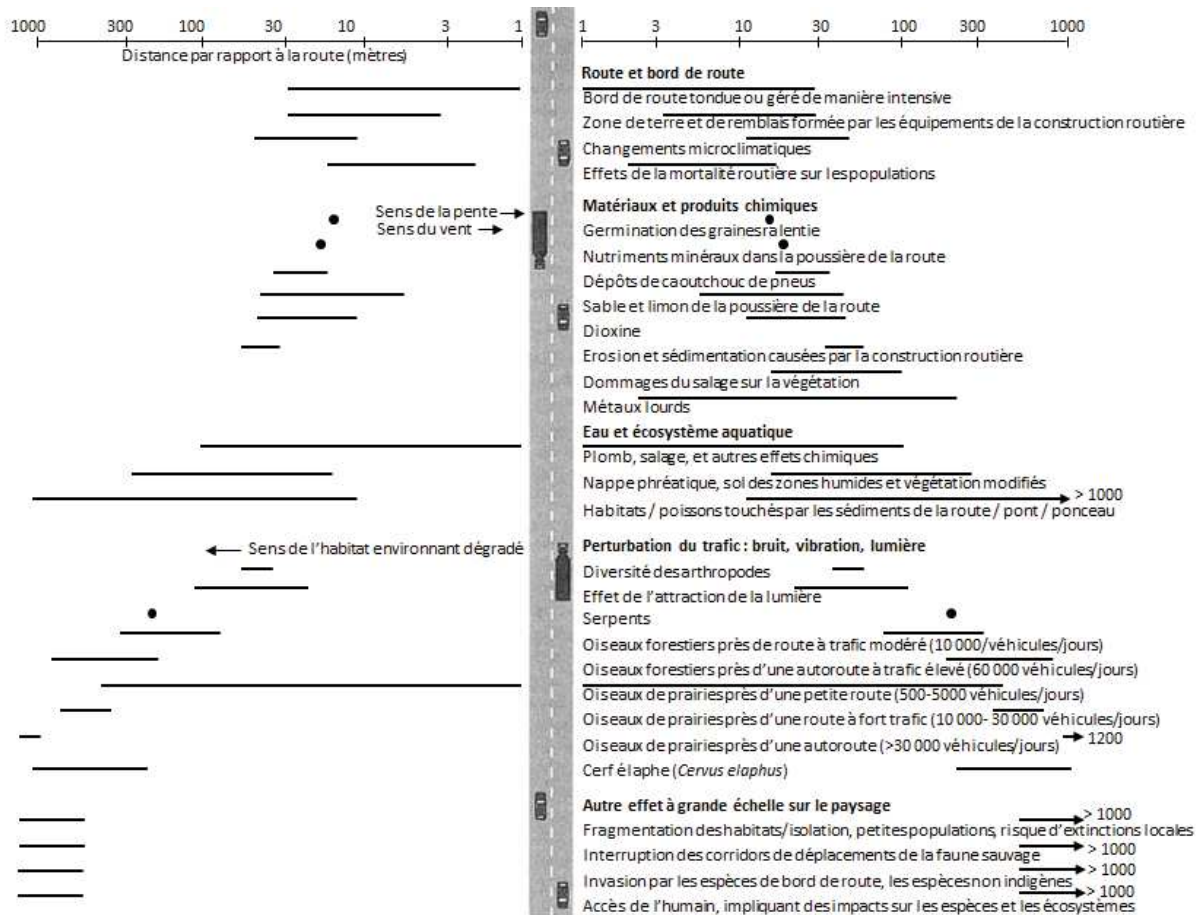 1000 300 100 30 10 3 1 1 3 10 30 100 300 1000
Distance par rapport à la route (mètres)
Route et bord de route
Bord de route tondue ou géré de manière intensive
Zone de terre et de remblais formée par les équipements de la construction routière
Changements microclimatiques
Effets de la mortalité routière sur les populations
Sens de la pente
Sens du vent
Matériaux et produits chimiques
Germination des graines ralentie
Nutriments minéraux dans la poussière de la route
Dépôts de caoutchouc de pneus
Sable et limon de la poussière de la route
Dioxine
Erosion et sédimentation causées par la construction routière
Dommages du salage sur la végétation
Métaux lourds
Eau et écosystème aquatique
Plomb, salage, et autres effets chimiques
Nappe phréatique, sol des zones humides et végétation modifiés
> 1000
Habitats / poissons touchés par les sédiments de la route / pont / ponceau
Sens de l'habitat environnant dégradé
Perturbation du trafic : bruit, vibration, lumière
Diversité des arthropodes
Effet de l'attraction de la lumière
Serpents
Oiseaux forestiers près de route à trafic modéré (10 000/véhicules/jours)
Oiseaux forestiers près d'une autoroute à trafic élevé (60 000 véhicules/jours)
Oiseaux de prairies près d'une petite route (500-5000 véhicules/jours)
Oiseaux de prairies près d'une route à fort trafic (10 000- 30 000 véhicules/jours)
Oiseaux de prairies près d'une autoroute (>30 000 véhicules/jours) 1200
Cerf élaphe (Cervus elaphus)
Autre effet à grande échelle sur le paysage
> 1000
Fragmentation des habitats/isolation, petites populations, risque d'extinctions locales
Interruption des corridors de déplacements de la faune sauvage > 1000
Invasion par les espèces de bord de route, les espèces non indigènes > 1000
> 1000
Accès de l'humain, impliquant des impacts sur les espèces et les écosystèmes